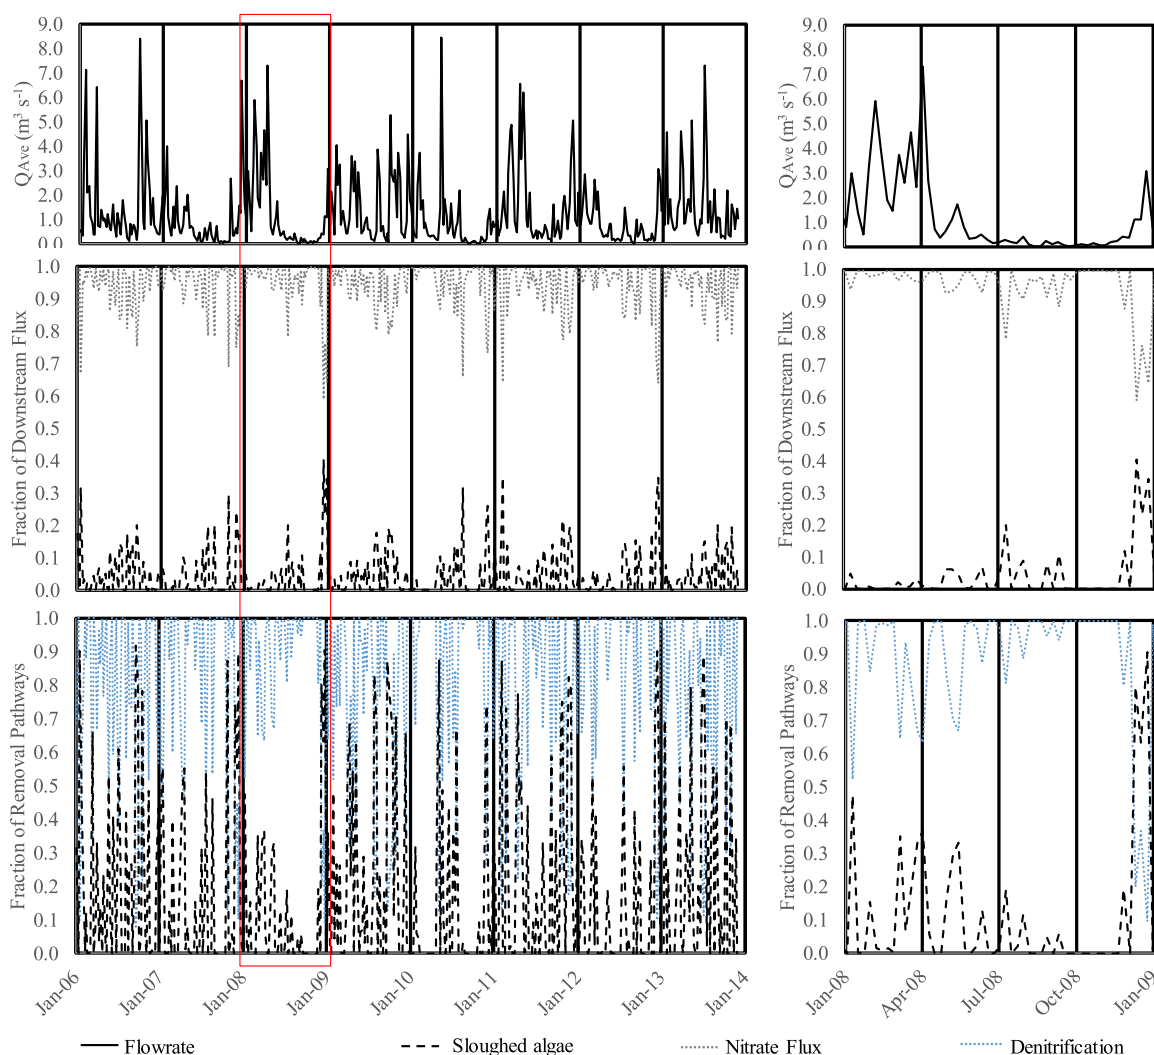 9.0
8.0
7.0
6.0
5.0
4.0
3.0
2.0
1.0
0.0
Q_Ave (m³ s⁻¹)
9.0
8.0
7.0
6.0
5.0
4.0
3.0
2.0
1.0
0.0
Q_Ave (m³ s⁻¹)
1.0
0.9
0.8
0.7
0.6
0.5
0.4
0.3
0.2
0.1
0.0
Fraction of Downstream Flux
1.0
0.9
0.8
0.7
0.6
0.5
0.4
0.3
0.2
0.1
0.0
Fraction of Downstream Flux
1.0
0.9
0.8
0.7
0.6
0.5
0.4
0.3
0.2
0.1
0.0
Fraction of Removal Pathways
Jan-06
Jan-07
Jan-08
Jan-09
Jan-10
Jan-11
Jan-12
Jan-13
Jan-14
1.0
0.9
0.8
0.7
0.6
0.5
0.4
0.3
0.2
0.1
0.0
Fraction of Removal Pathways
Jan-08
Apr-08
Jul-08
Oct-08
Jan-09
Flowrate
Sloughed algae
Nitrate Flux
Denitrification